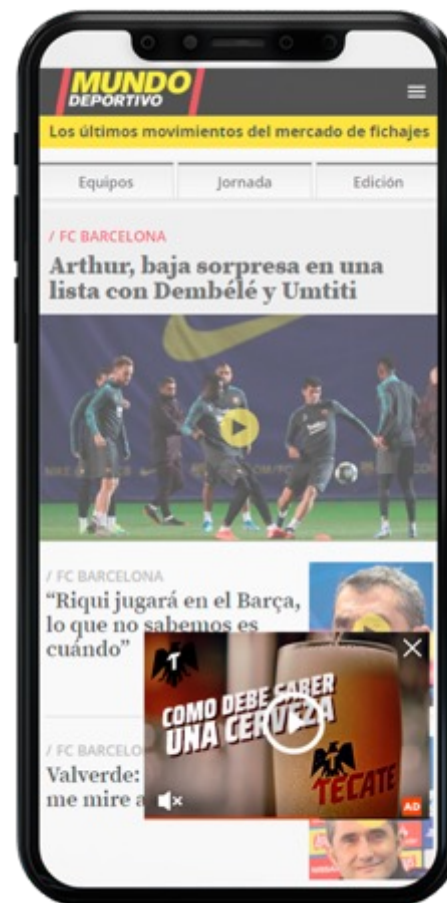 MUNDO
DEPORTIVO
Los últimos movimientos del mercado de fichajes
Equipos
Jornada
Edición
/ FC BARCELONA
Arthur, baja sorpresa en una
lista con Dembélé y Umtiti
/ FC BARCELONA
“Riqui jugará en el Barça,
lo que no sabemos es
cuándo”
T
COMO DEBE SABER
UNA CERVEZA
T
TECATE
AD
/ FC BARCELO
Valverde:
me mire a